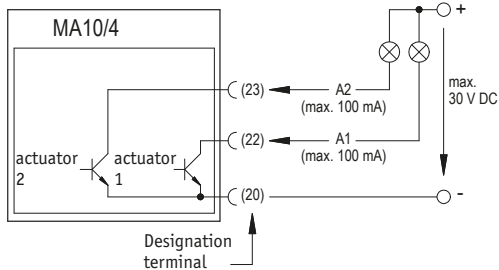 MA10/4
+
(23)
A2
(max. 100 mA)
max.
30 V DC
(22)
A1
(max. 100 mA)
actuator
2
actuator
1
(20)
-
Designation
terminal